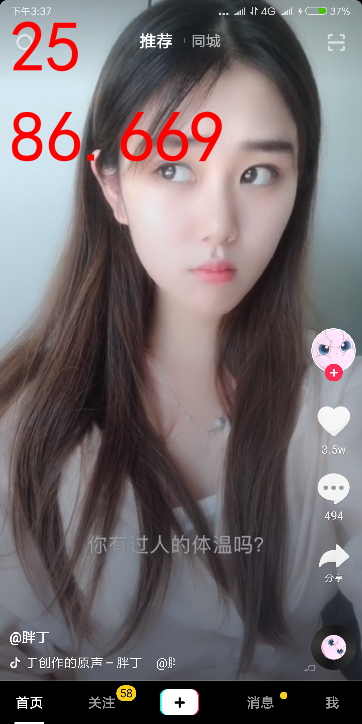 下午3:37
4G
37%
25
推荐
同城
86.669
3.5w
494
你有过人的体温吗?
分享
@胖丁
丁创作的原声 - 胖丁 @胖
首页
关注
58
消息
我